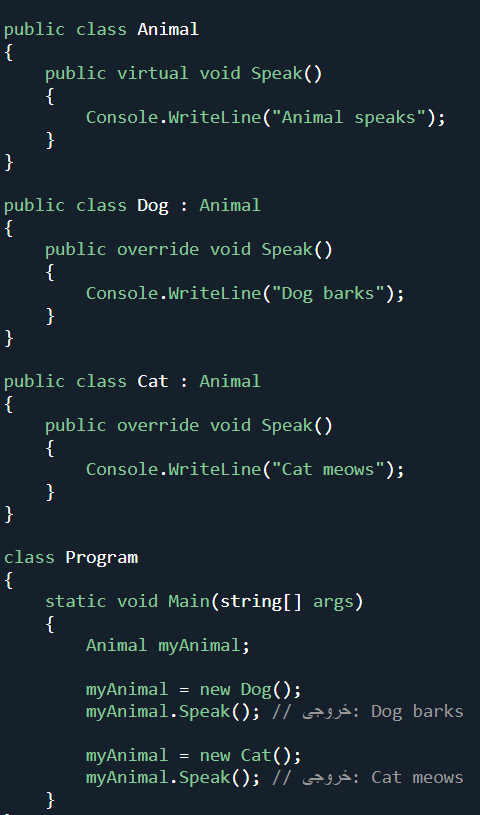 public class Animal
{
    public virtual void Speak()
    {
        Console.WriteLine("Animal speaks");
    }
}

public class Dog : Animal
{
    public override void Speak()
    {
        Console.WriteLine("Dog barks");
    }
}

public class Cat : Animal
{
    public override void Speak()
    {
        Console.WriteLine("Cat meows");
    }
}

class Program
{
    static void Main(string[] args)
    {
        Animal myAnimal;

        myAnimal = new Dog();
        myAnimal.Speak(); // خروجی: Dog barks

        myAnimal = new Cat();
        myAnimal.Speak(); // خروجی: Cat meows
    }